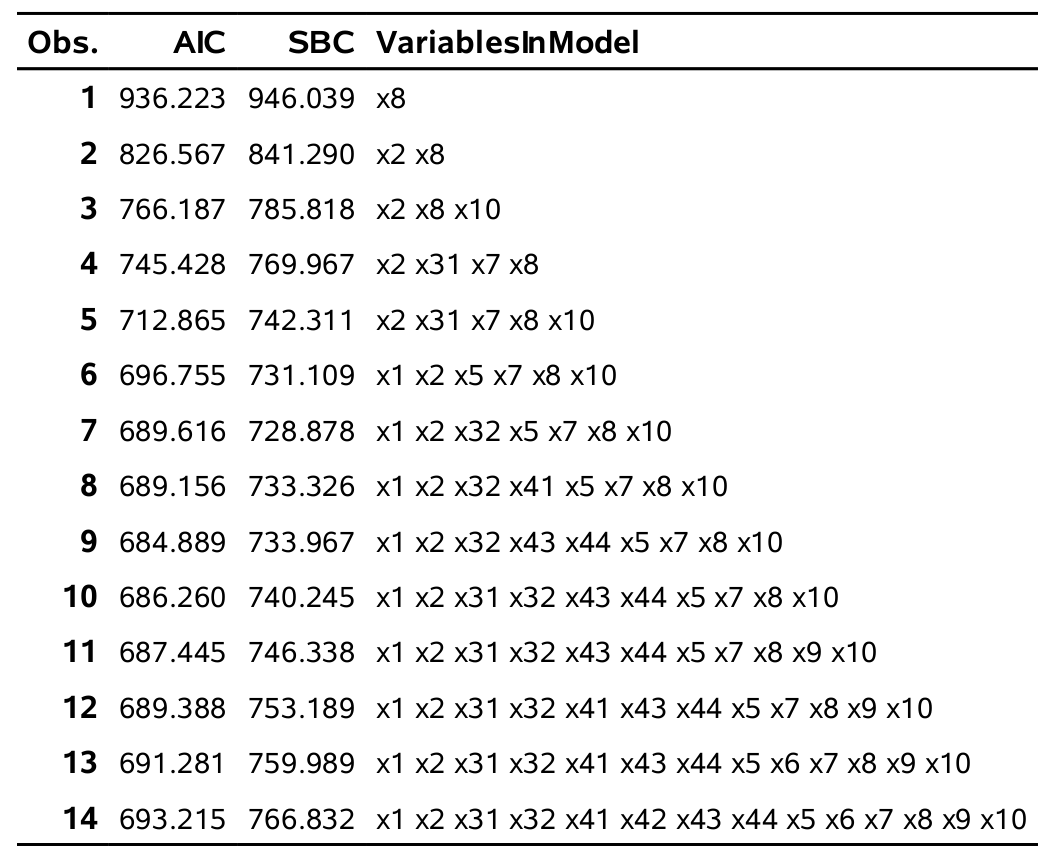 Obs. AIC SBC VariablesInModel
1 936.223 946.039 x8
2 826.567 841.290 x2 x8
3 766.187 785.818 x2 x8 x10
4 745.428 769.967 x2 x31 x7 x8
5 712.865 742.311 x2 x31 x7 x8 x10
6 696.755 731.109 x1 x2 x5 x7 x8 x10
7 689.616 728.878 x1 x2 x32 x5 x7 x8 x10
8 689.156 733.326 x1 x2 x32 x41 x5 x7 x8 x10
9 684.889 733.967 x1 x2 x32 x43 x44 x5 x7 x8 x10
10 686.260 740.245 x1 x2 x31 x32 x43 x44 x5 x7 x8 x10
11 687.445 746.338 x1 x2 x31 x32 x43 x44 x5 x7 x8 x9 x10
12 689.388 753.189 x1 x2 x31 x32 x41 x43 x44 x5 x7 x8 x9 x10
13 691.281 759.989 x1 x2 x31 x32 x41 x43 x44 x5 x6 x7 x8 x9 x10
14 693.215 766.832 x1 x2 x31 x32 x41 x42 x43 x44 x5 x6 x7 x8 x9 x10